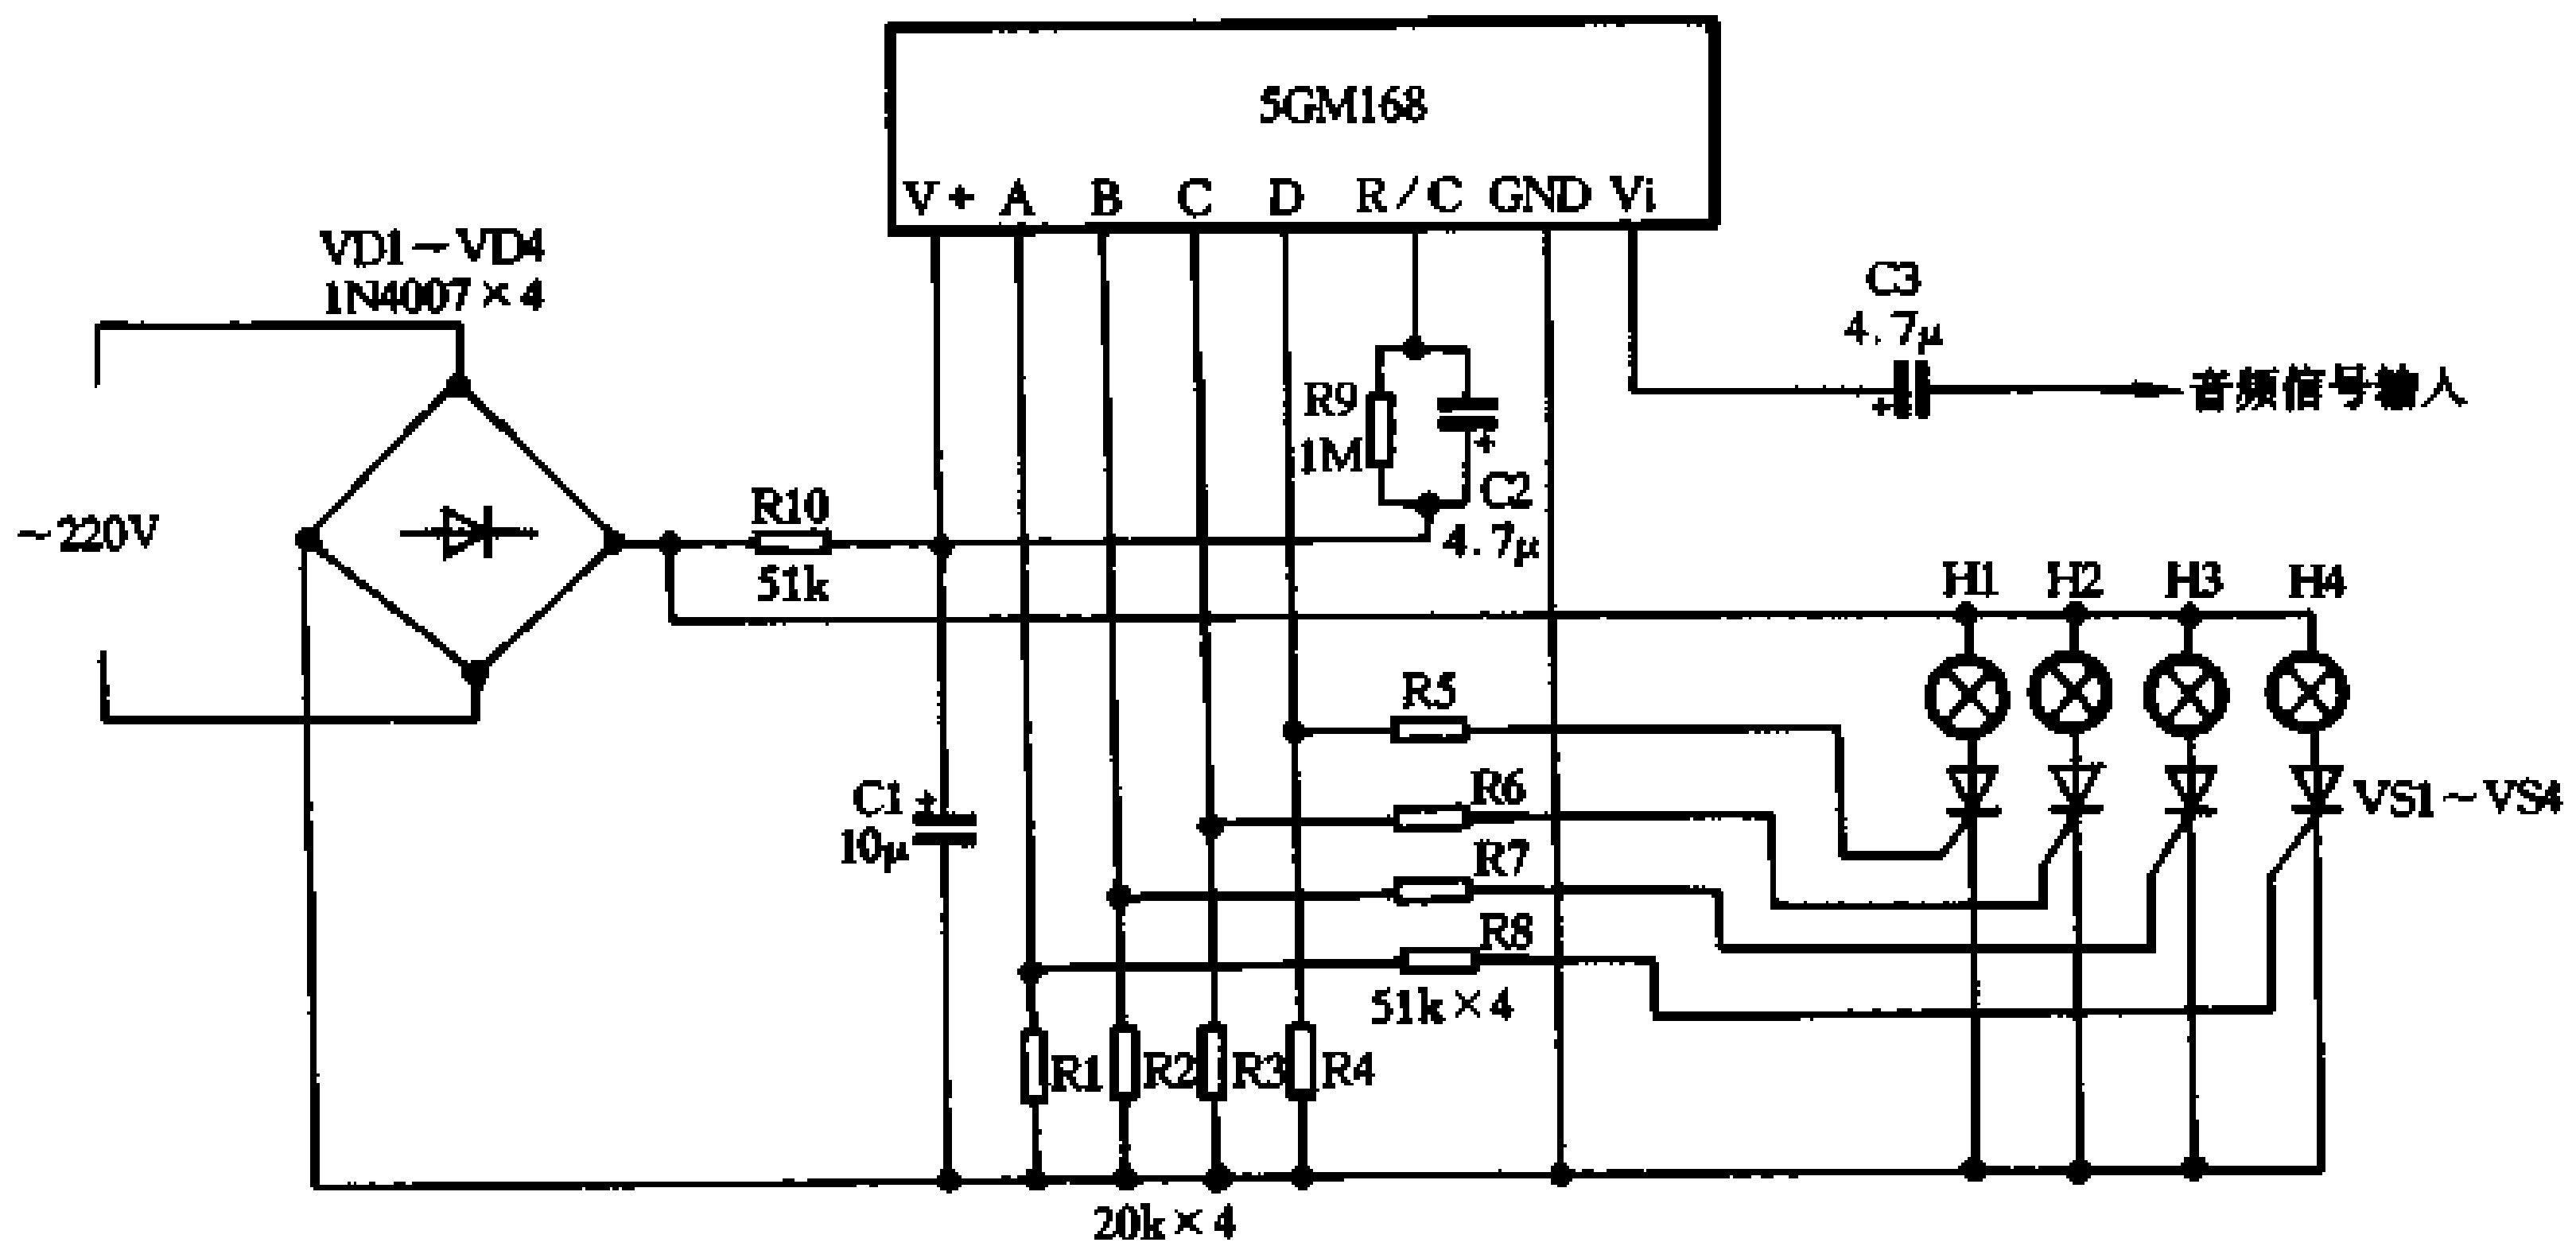 5GM168
V + A B C D R / C GND Vi
VD1～VD4
1N4007×4
C3
4.7μ
音频信号输入
R9
1M
C2
4.7μ
R10
51k
～220V
H1 H2 H3 H4
R5
R6
R7
R8
51k×4
VS1～VS4
C1 +
10μ
R1 R2 R3 R4
20k×4